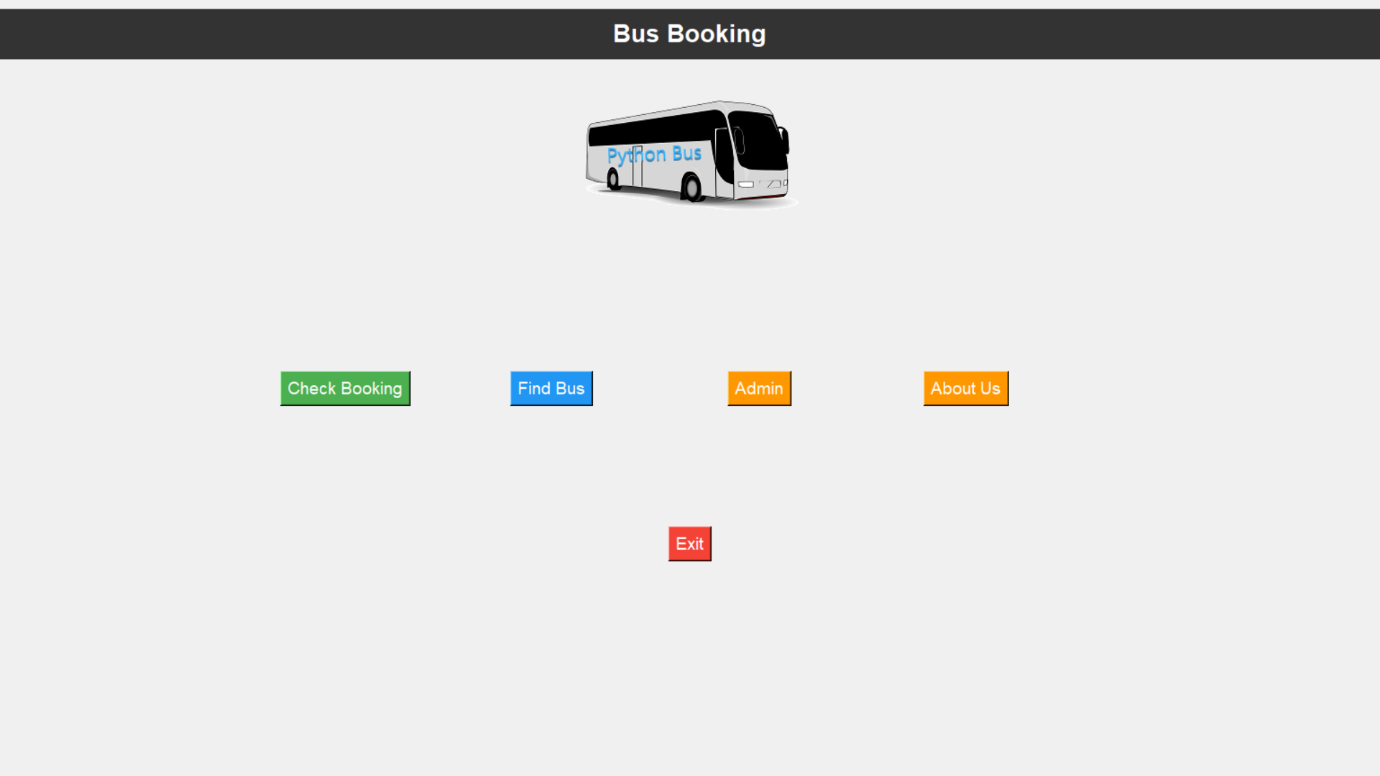 Bus Booking
Python Bus
Check Booking
Find Bus
Admin
About Us
Exit